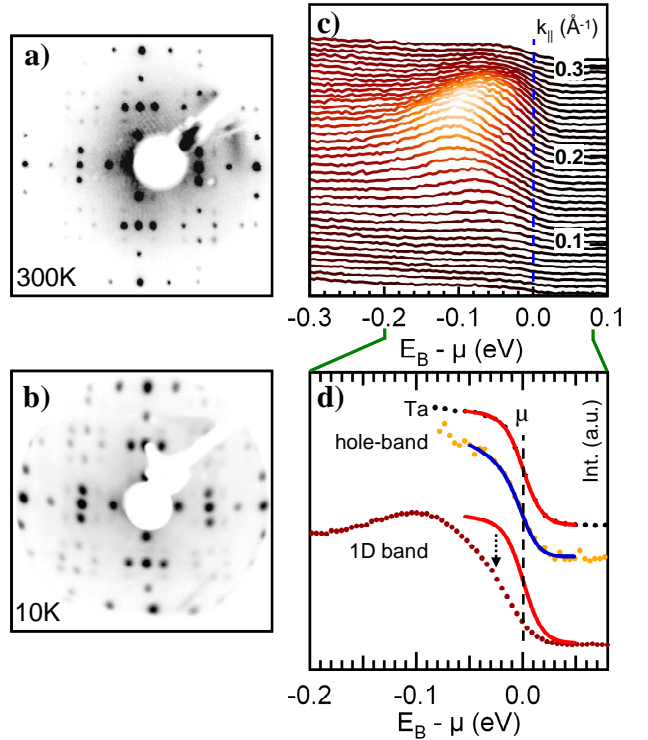 a)
300K
b)
10K
c)
k|| (Å-1)
0.3
0.2
0.1
-0.3 -0.2 -0.1 0.0 0.1
EB - μ (eV)
d)
Ta
μ
hole-band
1D band
Int. (a.u.)
-0.2 -0.1 0.0
EB - μ (eV)